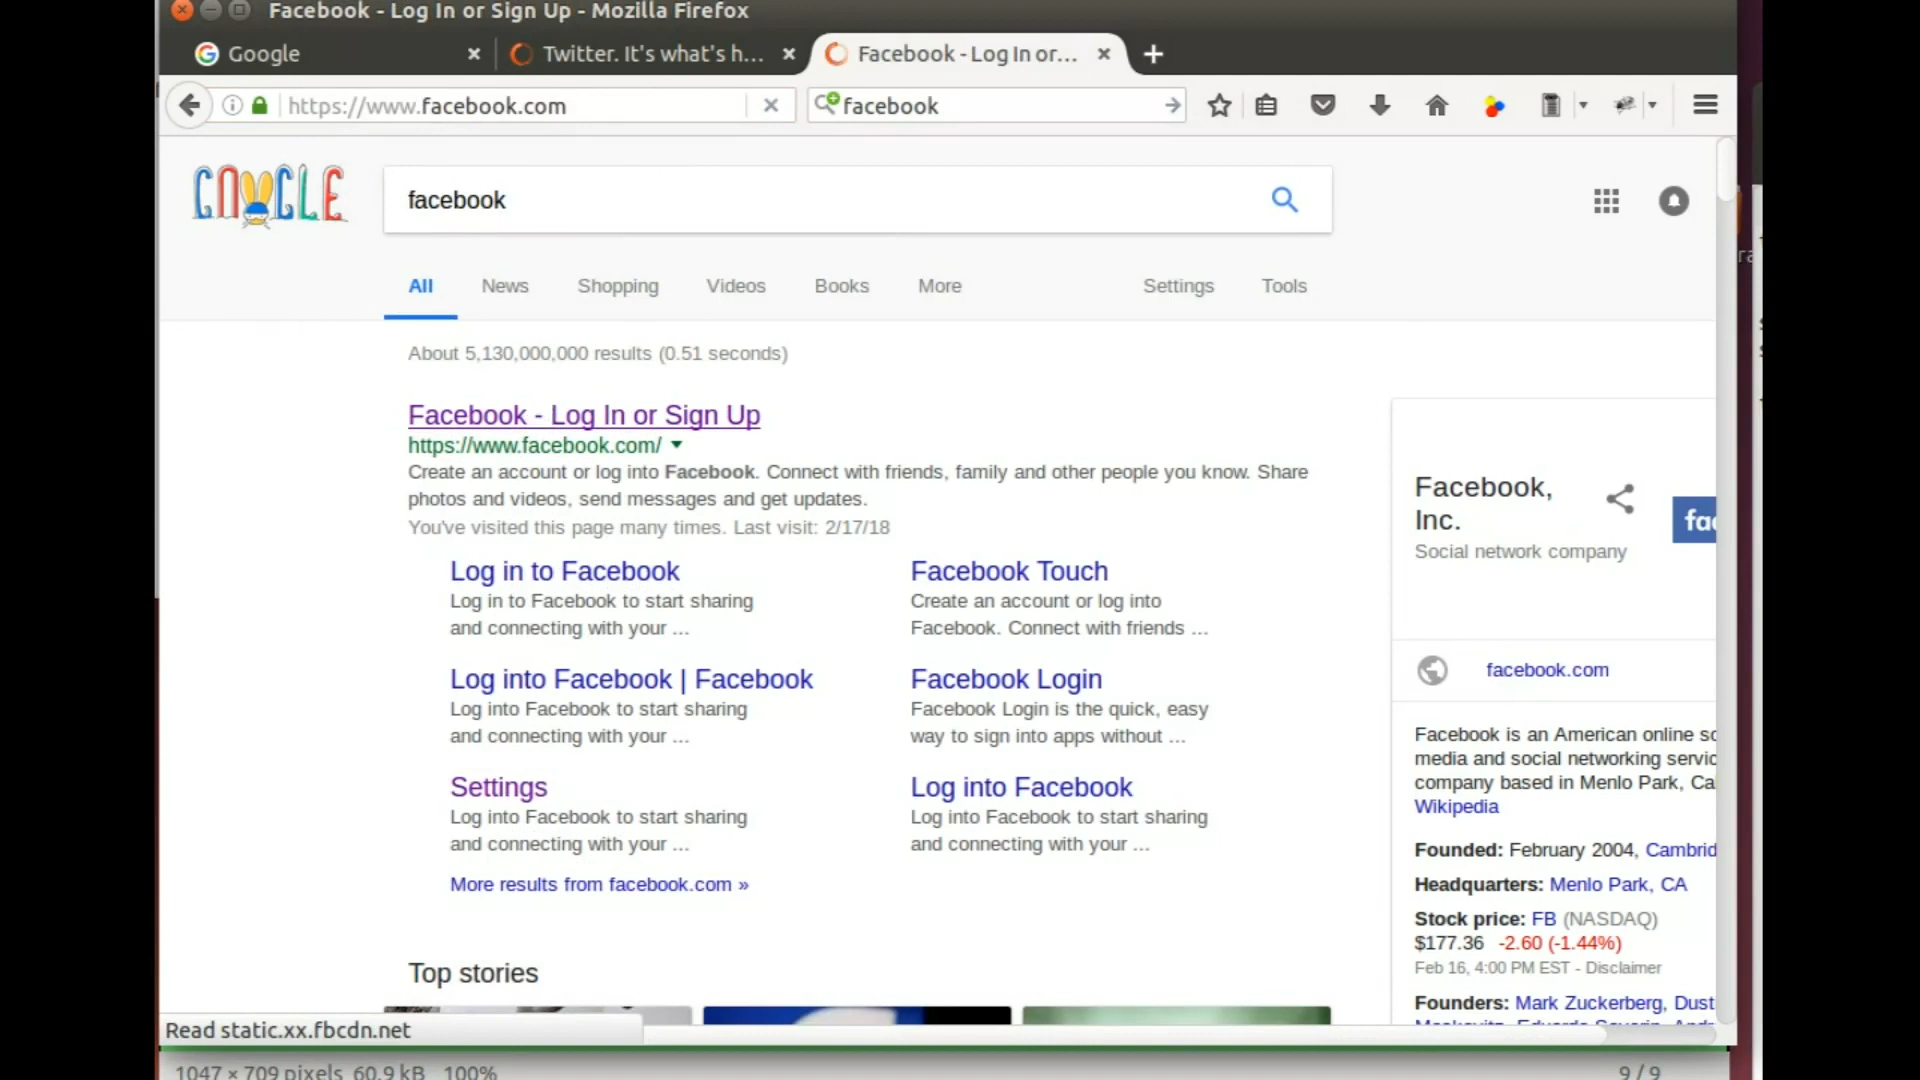 Facebook - Log In or Sign Up - Mozilla Firefox
Google
Twitter. It's what's h...
Facebook - Log In or...
https://www.facebook.com
facebook
GOOGLE
facebook
All News Shopping Videos Books More Settings Tools
About 5,130,000,000 results (0.51 seconds)
Facebook - Log In or Sign Up
https://www.facebook.com/
Create an account or log into Facebook. Connect with friends, family and other people you know. Share
photos and videos, send messages and get updates.
You've visited this page many times. Last visit: 2/17/18
Log in to Facebook
Log in to Facebook to start sharing
and connecting with your ...
Facebook Touch
Create an account or log into
Facebook. Connect with friends ...
Log into Facebook | Facebook
Log into Facebook to start sharing
and connecting with your ...
Facebook Login
Facebook Login is the quick, easy
way to sign into apps without ...
Settings
Log into Facebook to start sharing
and connecting with your ...
Log into Facebook
Log into Facebook to start sharing
and connecting with your ...
More results from facebook.com »
Top stories
Facebook,
Inc.
Social network company
fac
facebook.com
Facebook is an American online so
media and social networking servic
company based in Menlo Park, Ca
Wikipedia
Founded: February 2004, Cambrid
Headquarters: Menlo Park, CA
Stock price: FB (NASDAQ)
$177.36 -2.60 (-1.44%)
Feb 16, 4:00 PM EST - Disclaimer
Founders: Mark Zuckerberg, Dust
Read static.xx.fbcdn.net
1047 × 709 pixels 60.9 kB 100%
9 / 9